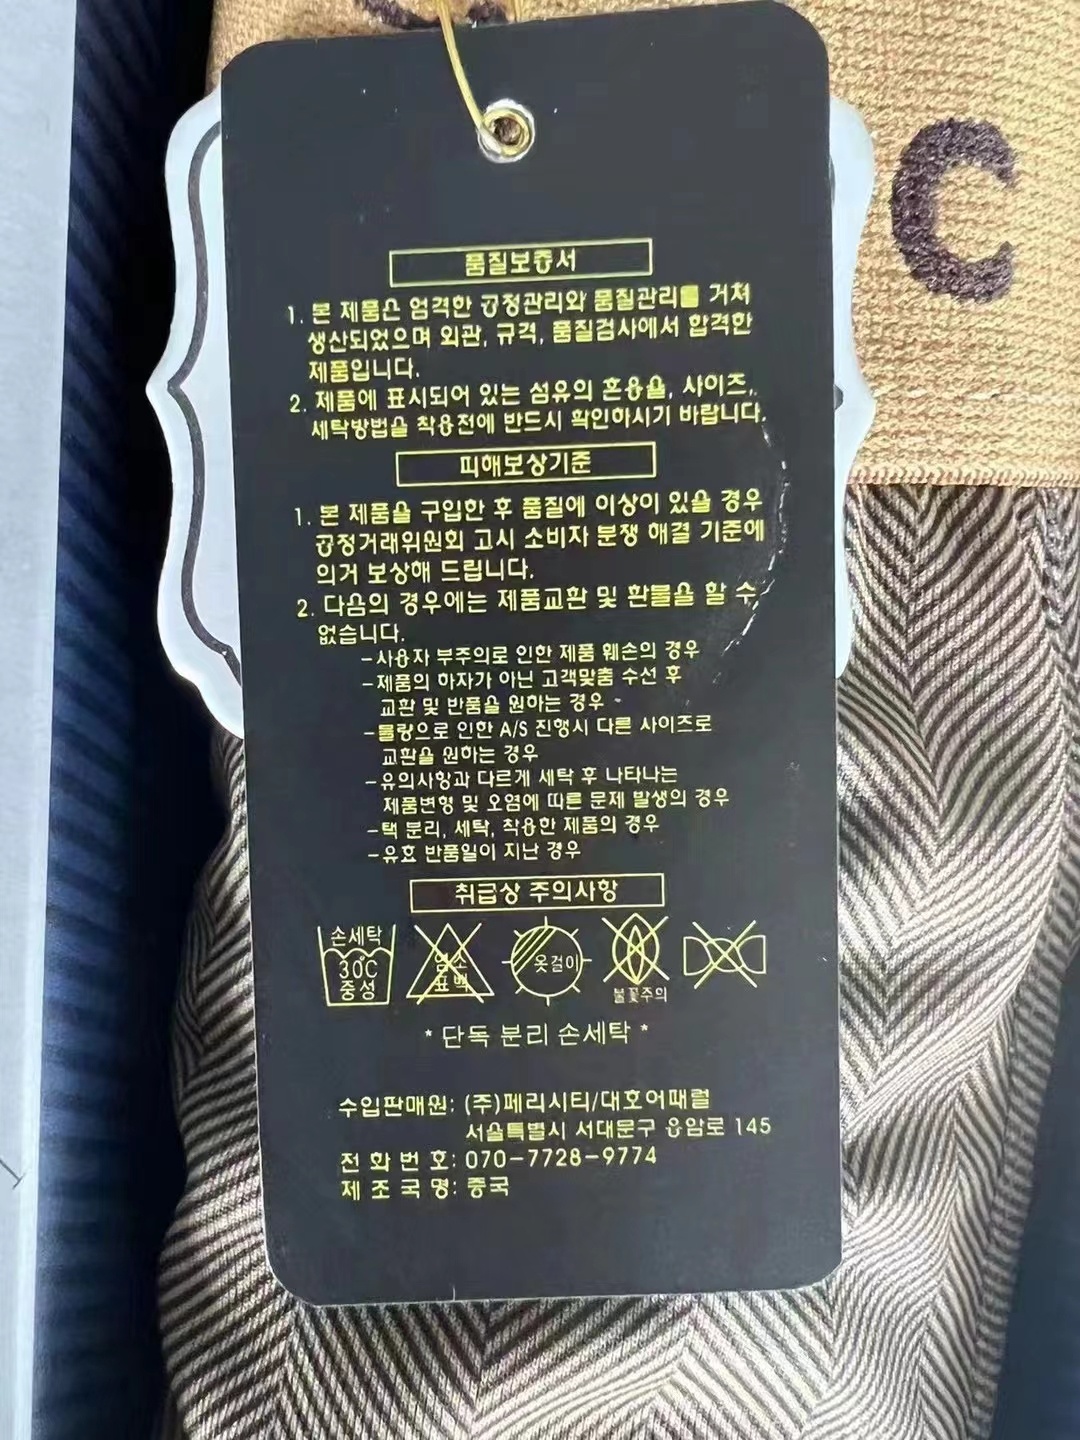 C
품질보증서
1. 본 제품은 엄격한 공정관리와 품질관리를 거쳐
생산되었으며 외관, 규격, 품질검사에서 합격한
제품입니다.
2. 제품에 표시되어 있는 섬유의 혼용율, 사이즈,
세탁방법을 착용전에 반드시 확인하시기 바랍니다.
피해보상기준
1. 본 제품을 구입한 후 품질에 이상이 있을 경우
공정거래위원회 고시 소비자 분쟁 해결 기준에
의거 보상해 드립니다.
2. 다음의 경우에는 제품교환 및 환불을 할 수
없습니다.
-사용자 부주의로 인한 제품 훼손의 경우
-제품의 하자가 아닌 고객맞춤 수선 후
교환 및 반품을 원하는 경우
-물량으로 인한 A/S 진행시 다른 사이즈로
교환을 원하는 경우
-유의사항과 다르게 세탁 후 나타나는
제품변형 및 오염에 따른 문제 발생의 경우
-택 분리, 세탁, 착용한 제품의 경우
-유효 반품일이 지난 경우
취급상 주의사항
손세탁
30℃
중성
염소
표백
옷걸이
불꽃주의
* 단독 분리 손세탁 *
수입판매원: (주)페리시티/대호어패럴
서울특별시 서대문구 응암로 145
전 화 번 호: 070-7728-9774
제 조 국 명: 중국